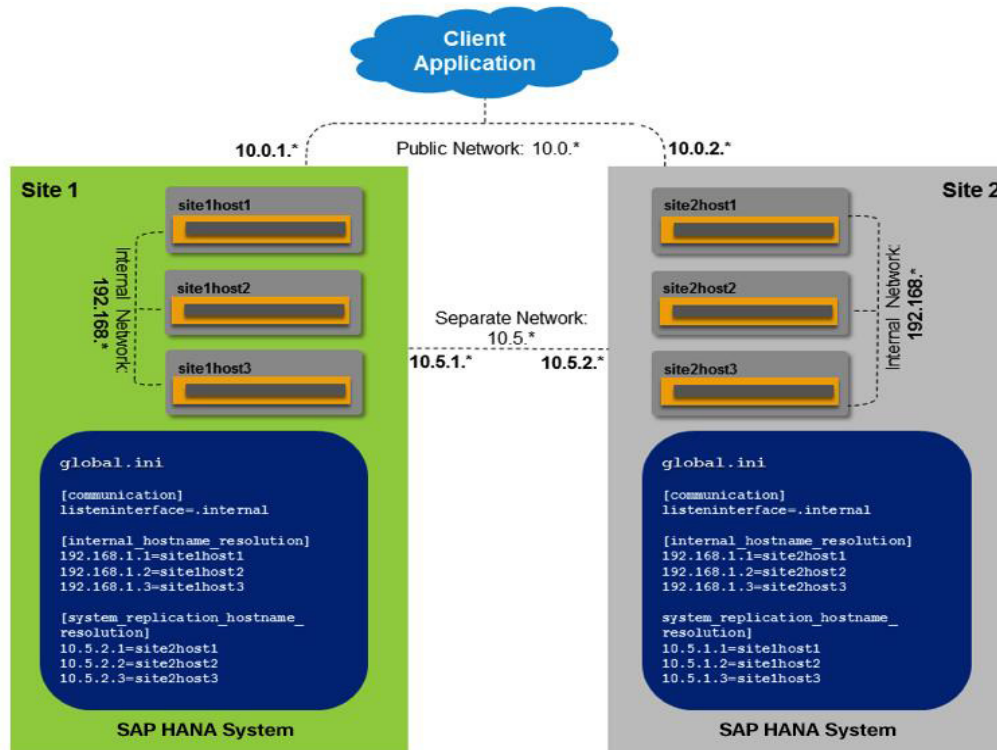 Client
Application
Public Network: 10.0.*
10.0.1.*
10.0.2.*
Site 1
site1host1
site1host2
site1host3
Internal Network:
192.168.*
Separate Network:
10.5.*
10.5.1.*
10.5.2.*
global.ini
[communication]
listeninterface=.internal
[internal_hostname_resolution]
192.168.1.1=site1host1
192.168.1.2=site1host2
192.168.1.3=site1host3
[system_replication_hostname_
resolution]
10.5.2.1=site2host1
10.5.2.2=site2host2
10.5.2.3=site2host3
SAP HANA System
Site 2
site2host1
site2host2
site2host3
Internal Network:
192.168.*
global.ini
[communication]
listeninterface=.internal
[internal_hostname_resolution]
192.168.1.1=site2host1
192.168.1.2=site2host2
192.168.1.3=site2host3
system_replication_hostname_
resolution]
10.5.1.1=site1host1
10.5.1.2=site1host2
10.5.1.3=site1host3
SAP HANA System